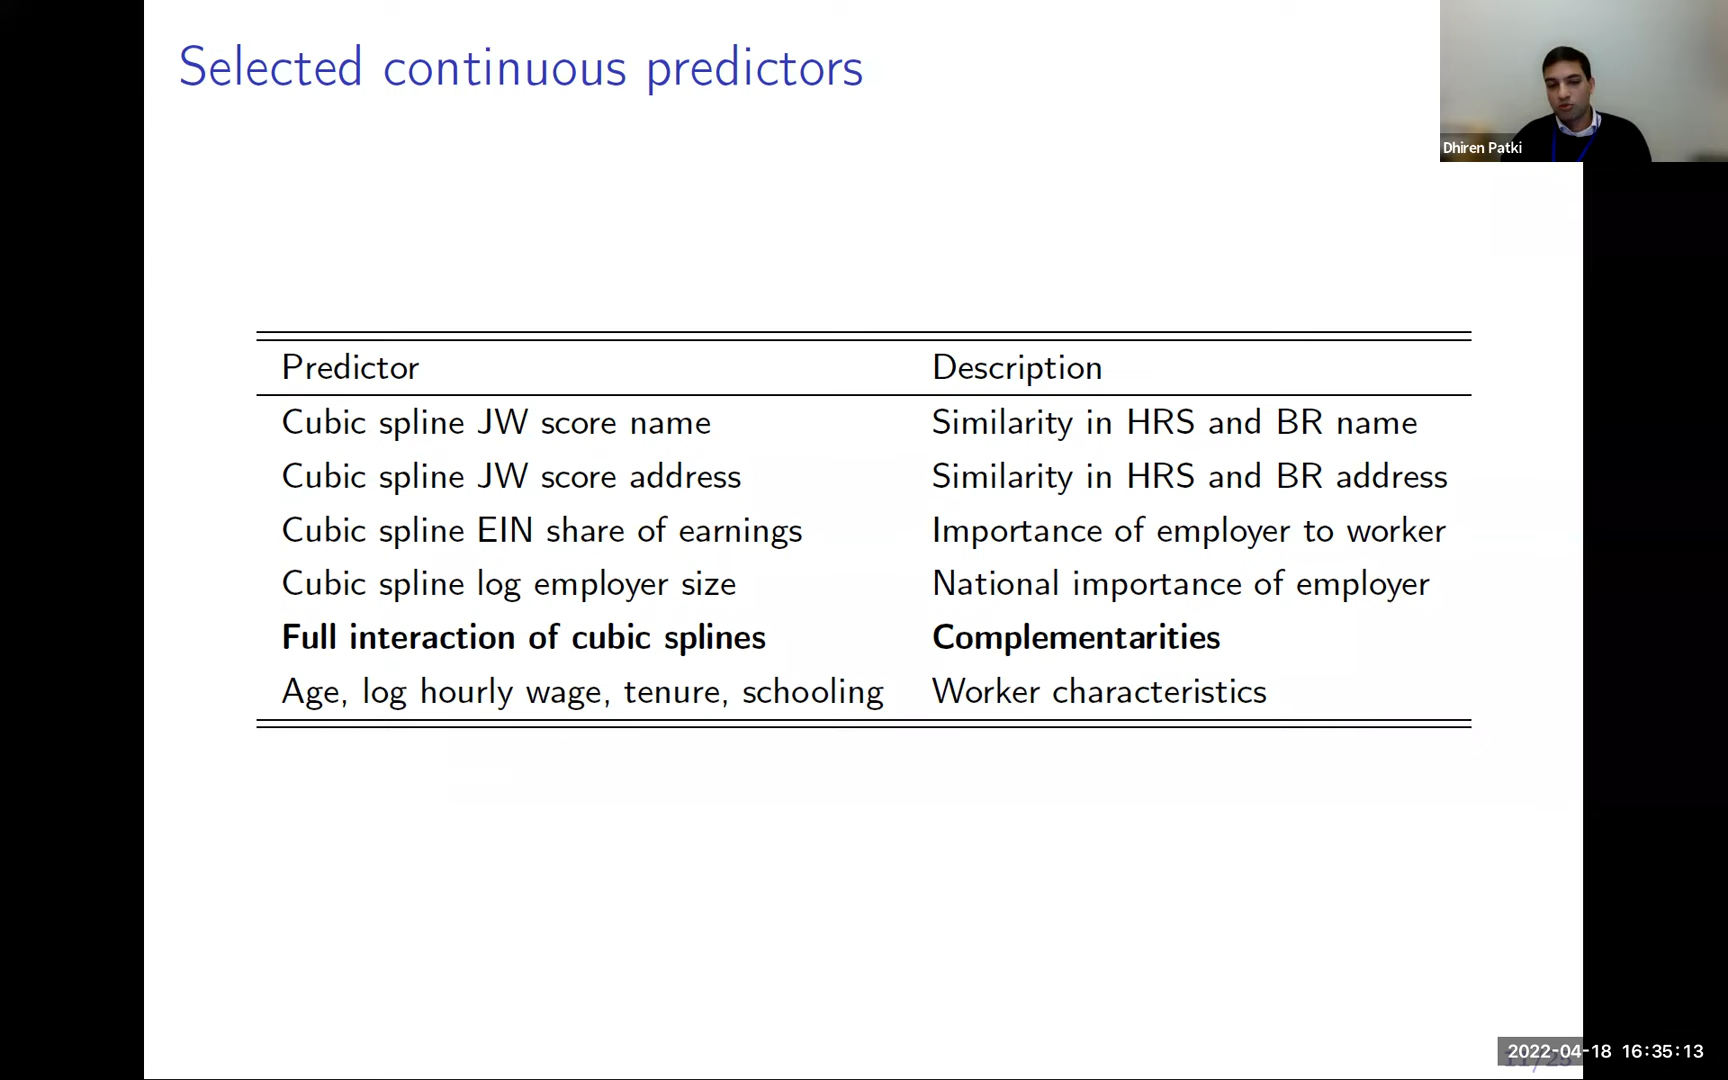 Selected continuous predictors
Dhiren Patki
Predictor Description
Cubic spline JW score name Similarity in HRS and BR name
Cubic spline JW score address Similarity in HRS and BR address
Cubic spline EIN share of earnings Importance of employer to worker
Cubic spline log employer size National importance of employer
Full interaction of cubic splines Complementarities
Age, log hourly wage, tenure, schooling Worker characteristics
2022-04-18 16:35:13